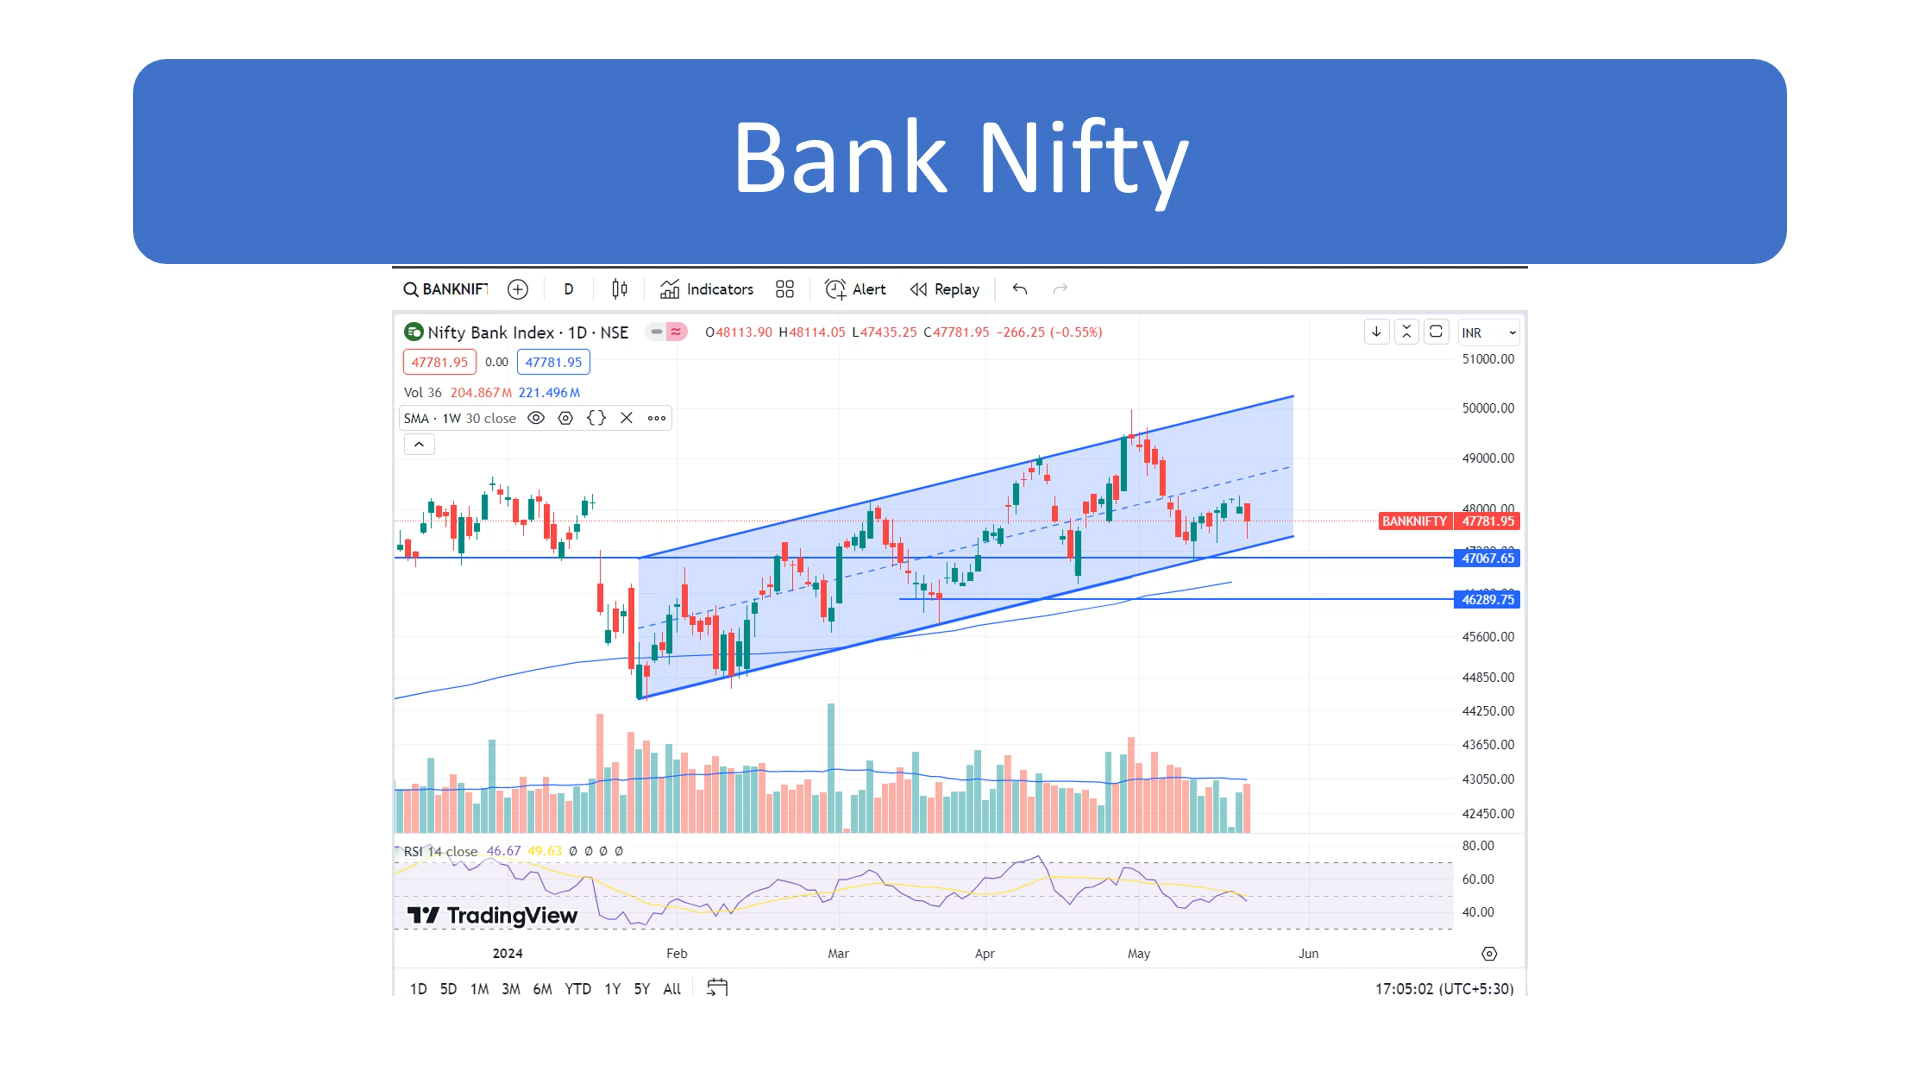 Bank Nifty
BANKNIFT D Indicators Alert Replay
Nifty Bank Index · 1D · NSE O48113.90 H48114.05 L47435.25 C47781.95 −266.25 (−0.55%) INR
47781.95 0.00 47781.95
Vol 36 204.867M 221.496M
SMA · 1W 30 close
51000.00
50000.00
49000.00
48000.00
BANKNIFTY 47781.95
47067.65
46289.75
45600.00
44850.00
44250.00
43650.00
43050.00
42450.00
RSI 14 close 46.67 49.63 Ø Ø Ø Ø
80.00
60.00
40.00
TradingView
2024 Feb Mar Apr May Jun
1D 5D 1M 3M 6M YTD 1Y 5Y All 17:05:02 (UTC+5:30)